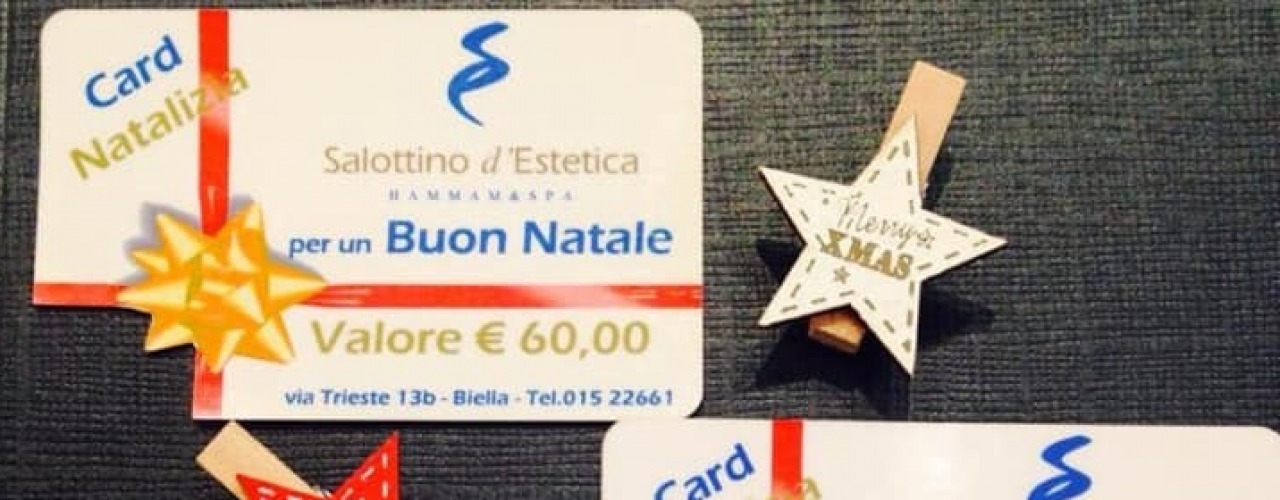 Card
Natalizia
Salottino d'Estetica
HAMMAM & SPA
per un Buon Natale
Valore € 60,00
via Trieste 13b - Biella - Tel.015 22661
Merry
XMAS
Card